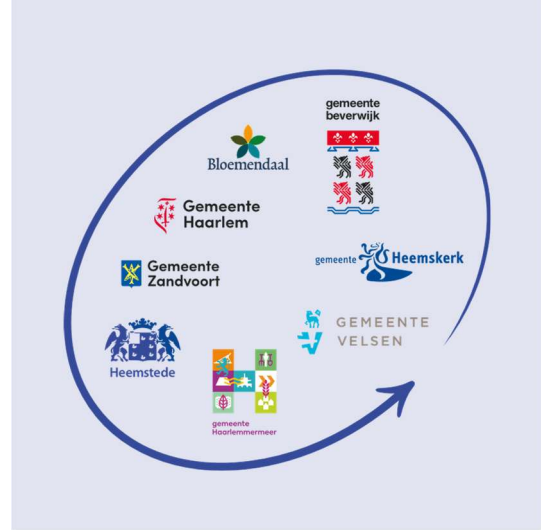 gemeente
beverwijk
Bloemendaal
Gemeente
Haarlem
gemeente Heemskerk
Gemeente
Zandvoort
GEMEENTE
VELSEN
Heemstede
gemeente
Haarlemmermeer